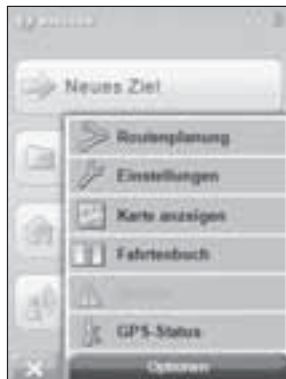 Neues Ziel
Routenplanung
Einstellungen
Karte anzeigen
Fahrtenbuch
GPS-Status
Optionen